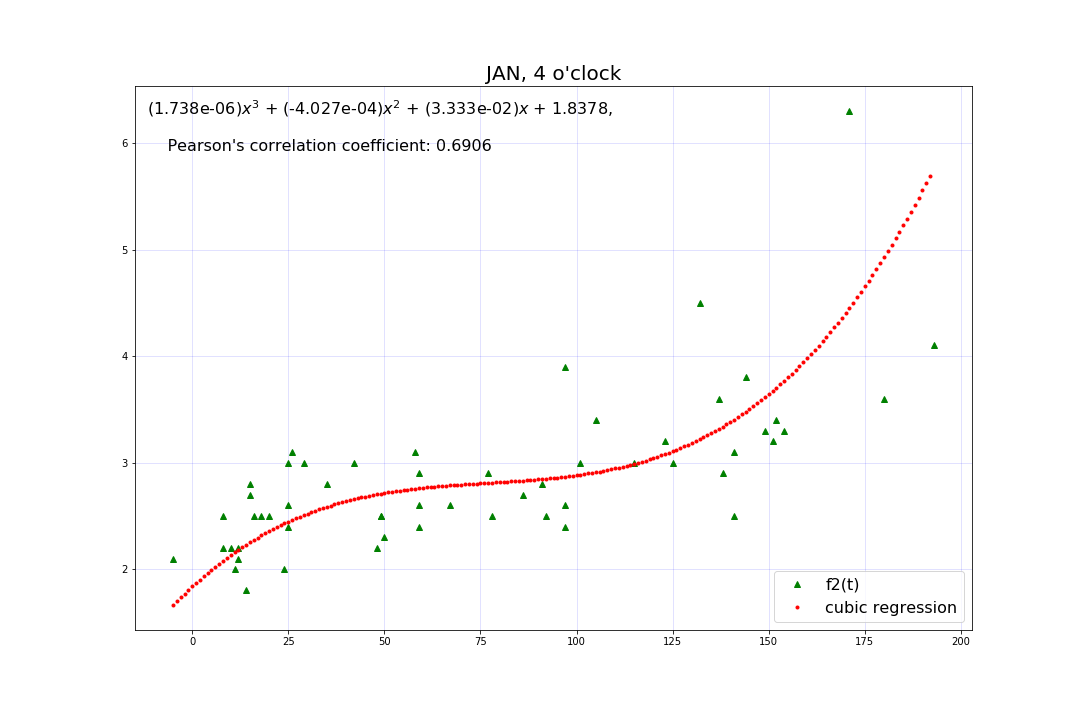 JAN, 4 o'clock
(1.738e-06)x³ + (-4.027e-04)x² + (3.333e-02)x + 1.8378,
Pearson's correlation coefficient: 0.6906
6
5
4
3
2
f2(t)
cubic regression
0 25 50 75 100 125 150 175 200